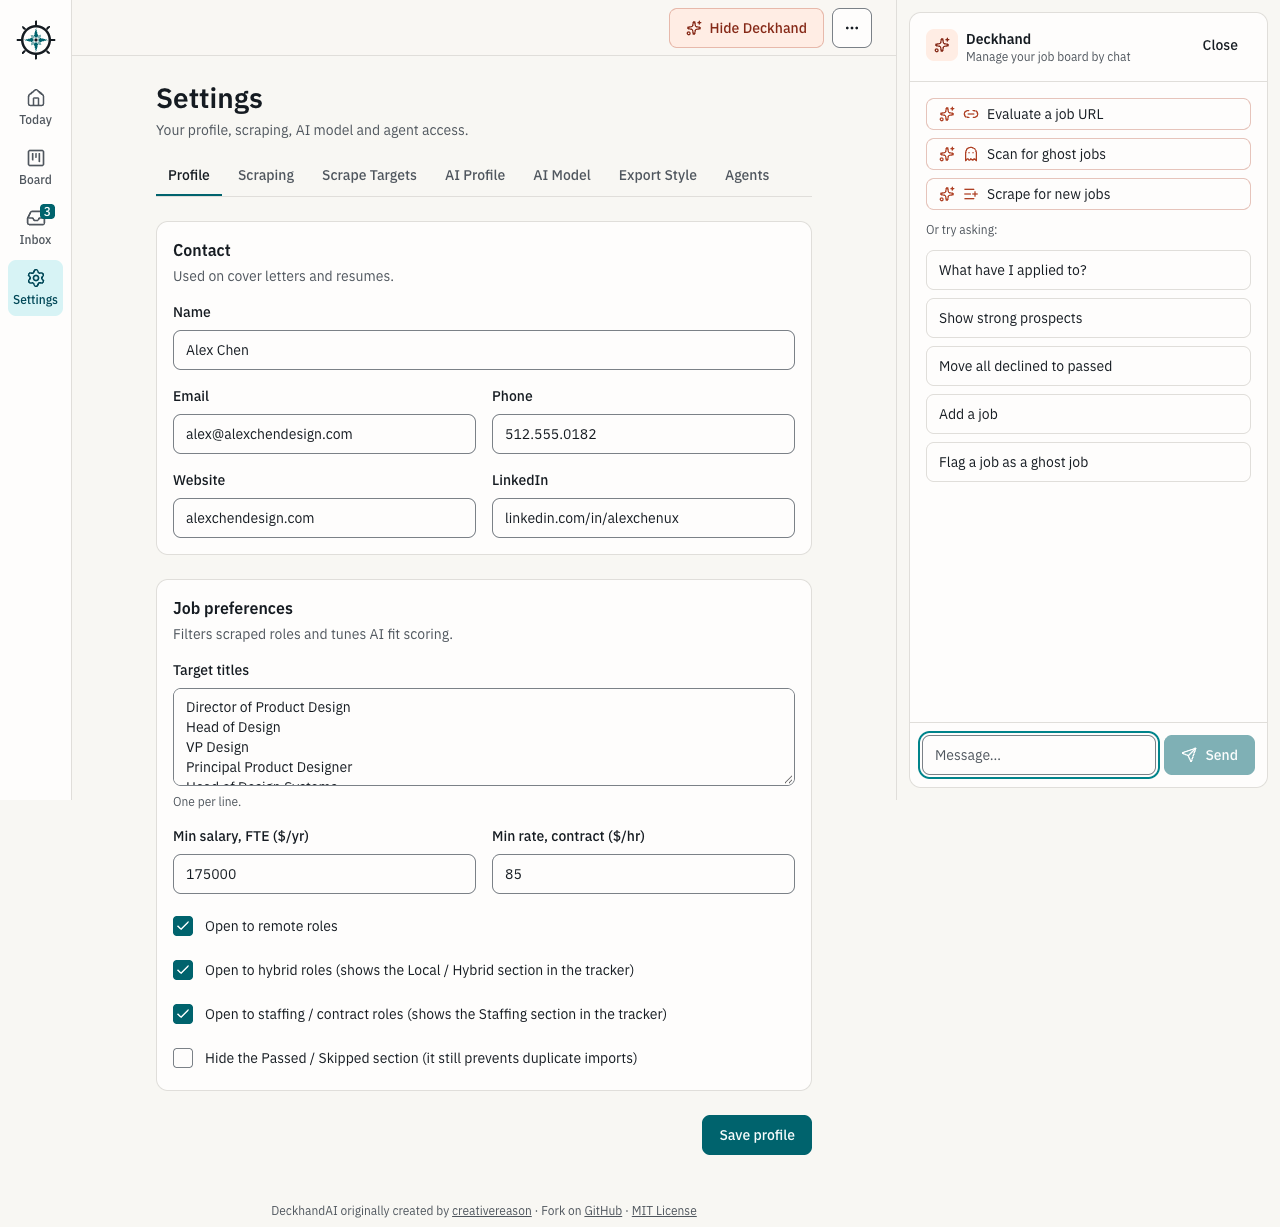 Hide Deckhand
Today
Board
3
Inbox
Settings
Settings
Your profile, scraping, AI model and agent access.
Profile
Scraping
Scrape Targets
AI Profile
AI Model
Export Style
Agents
Contact
Used on cover letters and resumes.
Name
Alex Chen
Email
Phone
alex@alexchendesign.com
512.555.0182
Website
LinkedIn
alexchendesign.com
linkedin.com/in/alexchenux
Job preferences
Filters scraped roles and tunes AI fit scoring.
Target titles
Director of Product Design
Head of Design
VP Design
Principal Product Designer
Head of Design Systems
One per line.
Min salary, FTE ($/yr)
Min rate, contract ($/hr)
175000
85
Open to remote roles
Open to hybrid roles (shows the Local / Hybrid section in the tracker)
Open to staffing / contract roles (shows the Staffing section in the tracker)
Hide the Passed / Skipped section (it still prevents duplicate imports)
Save profile
DeckhandAI originally created by creativereason · Fork on GitHub · MIT License
Deckhand
Manage your job board by chat
Close
Evaluate a job URL
Scan for ghost jobs
Scrape for new jobs
Or try asking:
What have I applied to?
Show strong prospects
Move all declined to passed
Add a job
Flag a job as a ghost job
Message...
Send